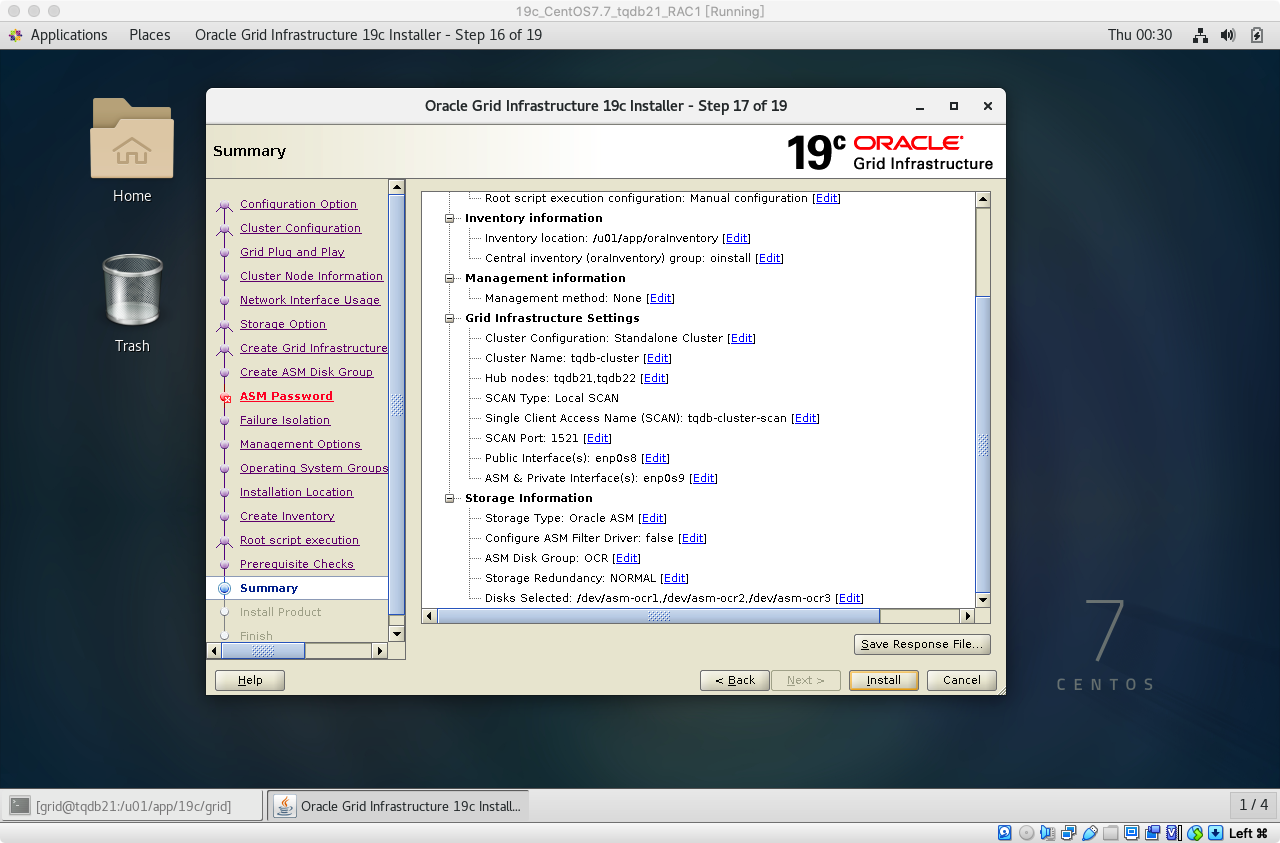 19c_CentOS7.7_tqdb21_RAC1 [Running]
Applications Places Oracle Grid Infrastructure 19c Installer - Step 16 of 19 Thu 00:30
Home
Trash
Oracle Grid Infrastructure 19c Installer - Step 17 of 19
Summary
19c ORACLE
Grid Infrastructure
Configuration Option
Cluster Configuration
Grid Plug and Play
Cluster Node Information
Network Interface Usage
Storage Option
Create Grid Infrastructure
Create ASM Disk Group
ASM Password
Failure Isolation
Management Options
Operating System Groups
Installation Location
Create Inventory
Root script execution
Prerequisite Checks
Summary
Install Product
Finish
Root script execution configuration: Manual configuration [Edit]
Inventory information
Inventory location: /u01/app/oraInventory [Edit]
Central inventory (oraInventory) group: oinstall [Edit]
Management information
Management method: None [Edit]
Grid Infrastructure Settings
Cluster Configuration: Standalone Cluster [Edit]
Cluster Name: tqdb-cluster [Edit]
Hub nodes: tqdb21,tqdb22 [Edit]
SCAN Type: Local SCAN
Single Client Access Name (SCAN): tqdb-cluster-scan [Edit]
SCAN Port: 1521 [Edit]
Public Interface(s): enp0s8 [Edit]
ASM & Private Interface(s): enp0s9 [Edit]
Storage Information
Storage Type: Oracle ASM [Edit]
Configure ASM Filter Driver: false [Edit]
ASM Disk Group: OCR [Edit]
Storage Redundancy: NORMAL [Edit]
Disks Selected: /dev/asm-ocr1,/dev/asm-ocr2,/dev/asm-ocr3 [Edit]
Save Response File...
Help < Back Next > Install Cancel
7
CENTOS
[grid@tqdb21:/u01/app/19c/grid] Oracle Grid Infrastructure 19c Install... 1 / 4
Left ⌘